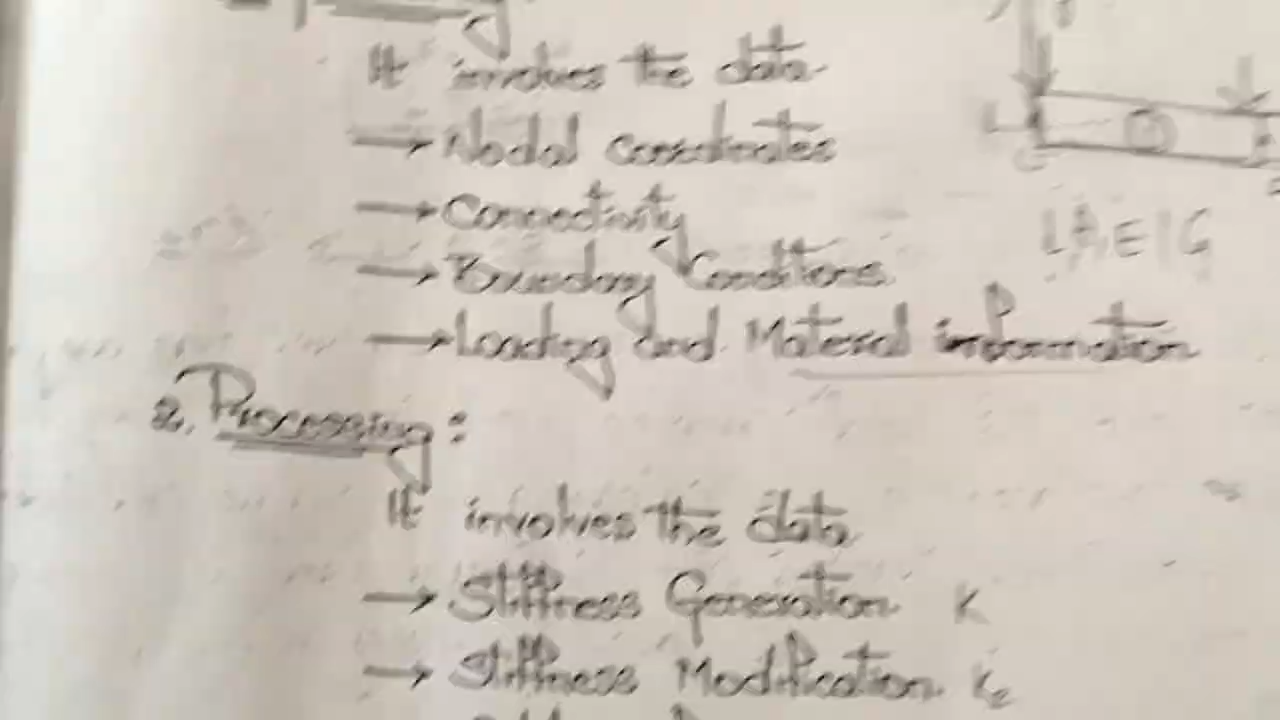 It involves the data
→ Nodal coordinates
→ Connectivity
→ Boundary Conditions
→ Loading and Material information
2. Processing:
It involves the data
→ Stiffness Generation K
→ Stiffness Modification